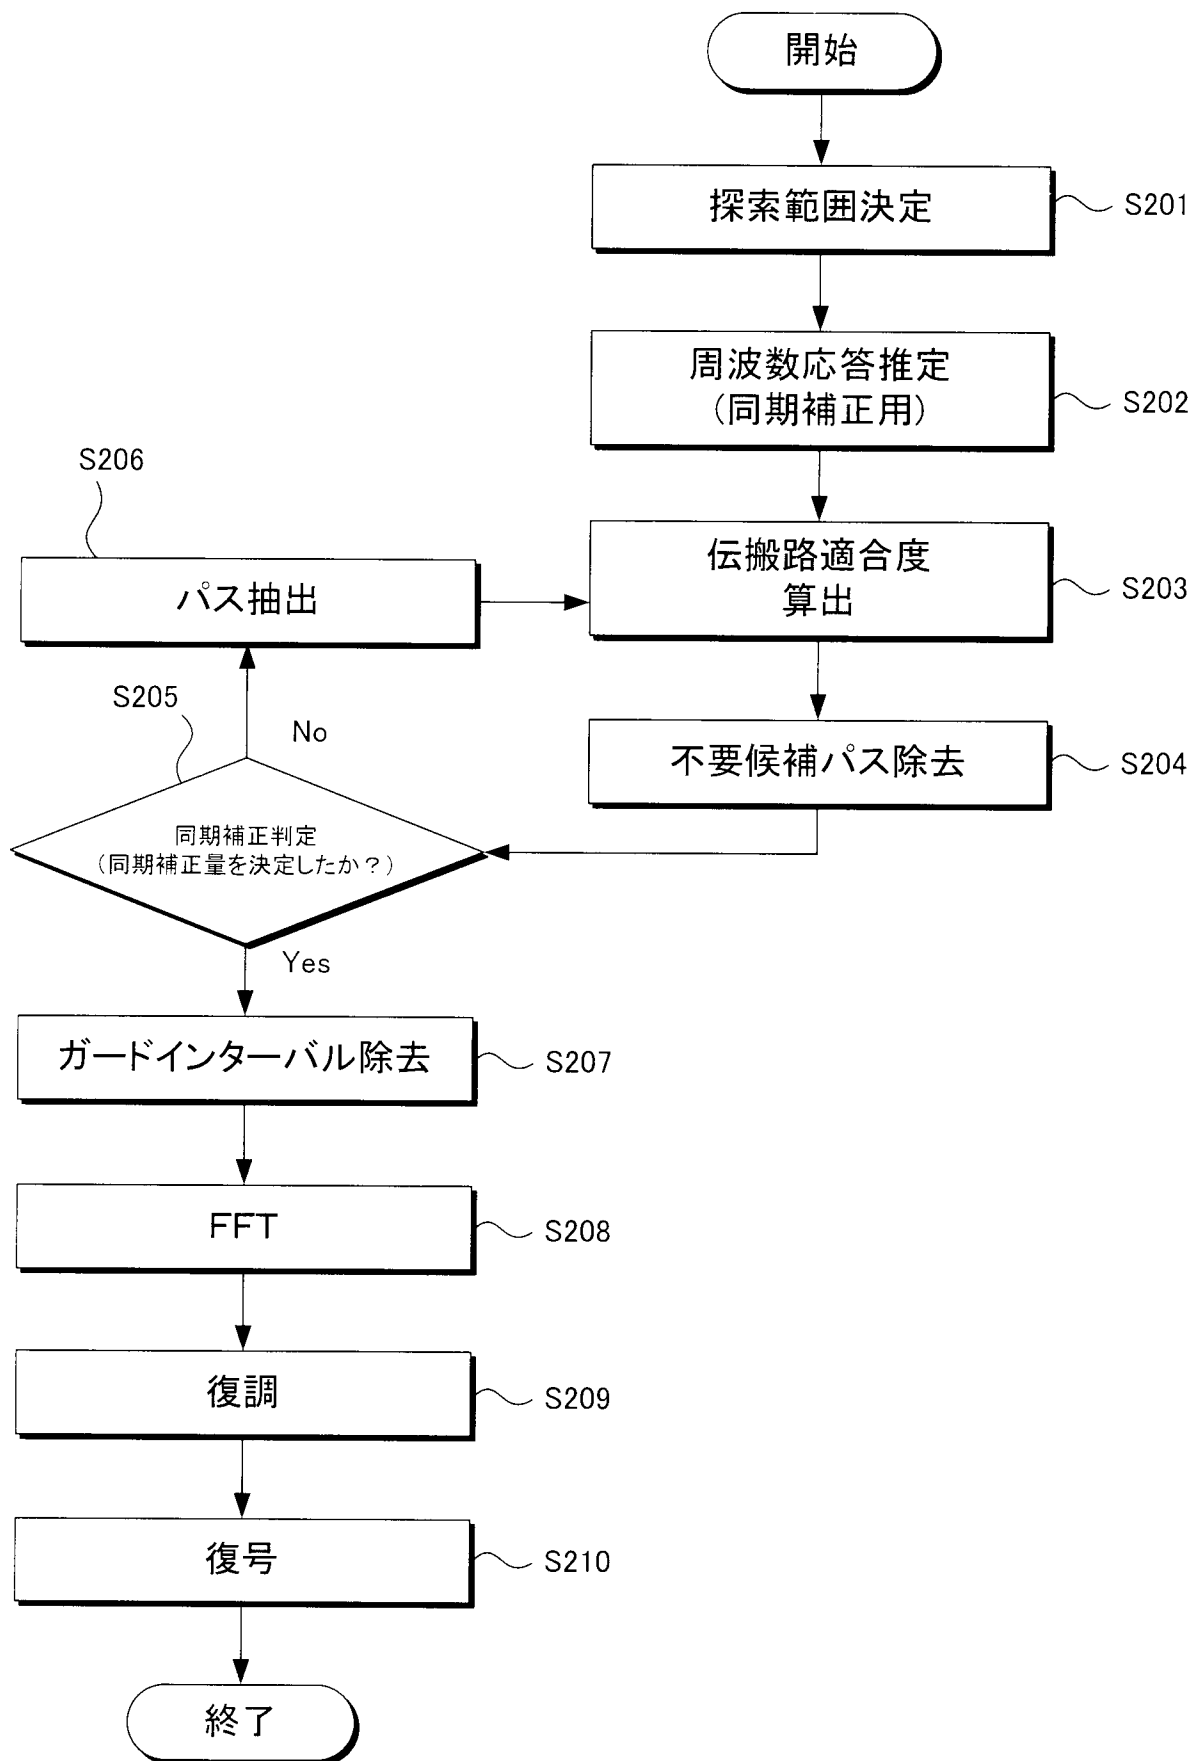 開始
探索範囲決定
S201
周波数応答推定
(同期補正用)
S202
伝搬路適合度
算出
S203
不要候補パス除去
S204
同期補正判定
(同期補正量を決定したか？)
S205
No
パス抽出
S206
Yes
ガードインターバル除去
S207
FFT
S208
復調
S209
復号
S210
終了